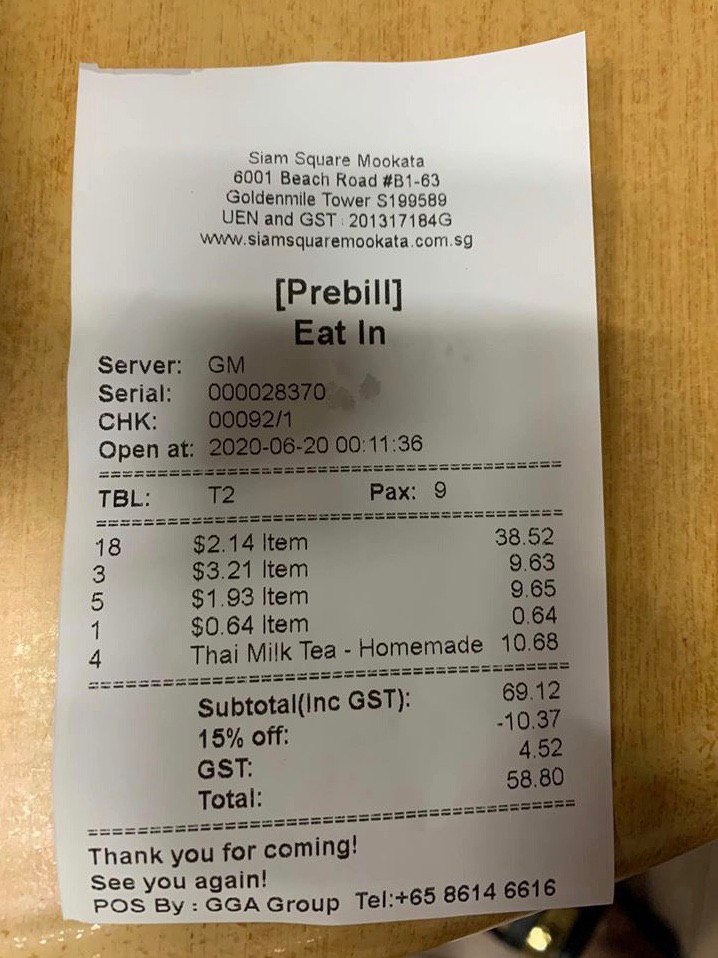 Siam Square Mookata
6001 Beach Road #B1-63
Goldenmile Tower S199589
UEN and GST : 201317184G
www.siamsquaremookata.com.sg
[Prebill]
Eat In
Server: GM
Serial: 000028370
CHK: 00092/1
Open at: 2020-06-20 00:11:36
TBL: T2 Pax: 9
18 $2.14 Item 38.52
3 $3.21 Item 9.63
5 $1.93 Item 9.65
1 $0.64 Item 0.64
4 Thai Milk Tea - Homemade 10.68
Subtotal(Inc GST): 69.12
15% off: -10.37
GST: 4.52
Total: 58.80
Thank you for coming!
See you again!
POS By : GGA Group Tel:+65 8614 6616